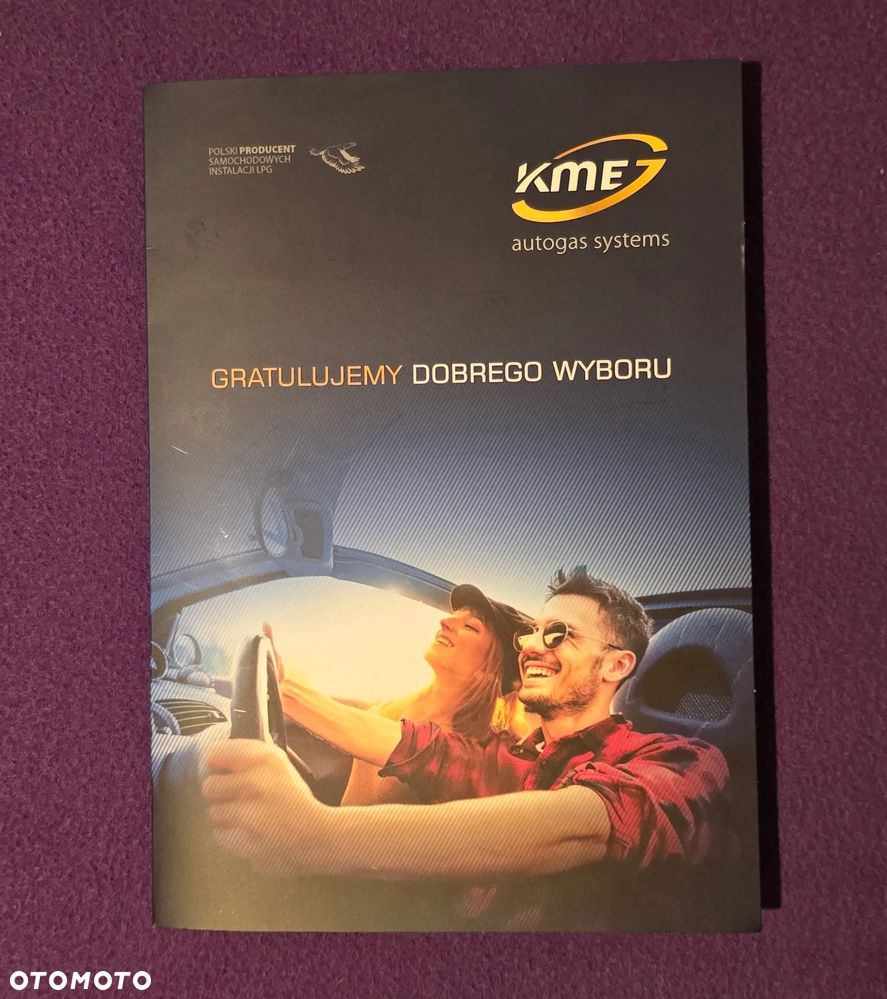 POLSKI PRODUCENT
SAMOCHODOWYCH
INSTALACJI LPG
KME
autogas systems
GRATULUJEMY DOBREGO WYBORU
OTOMOTO